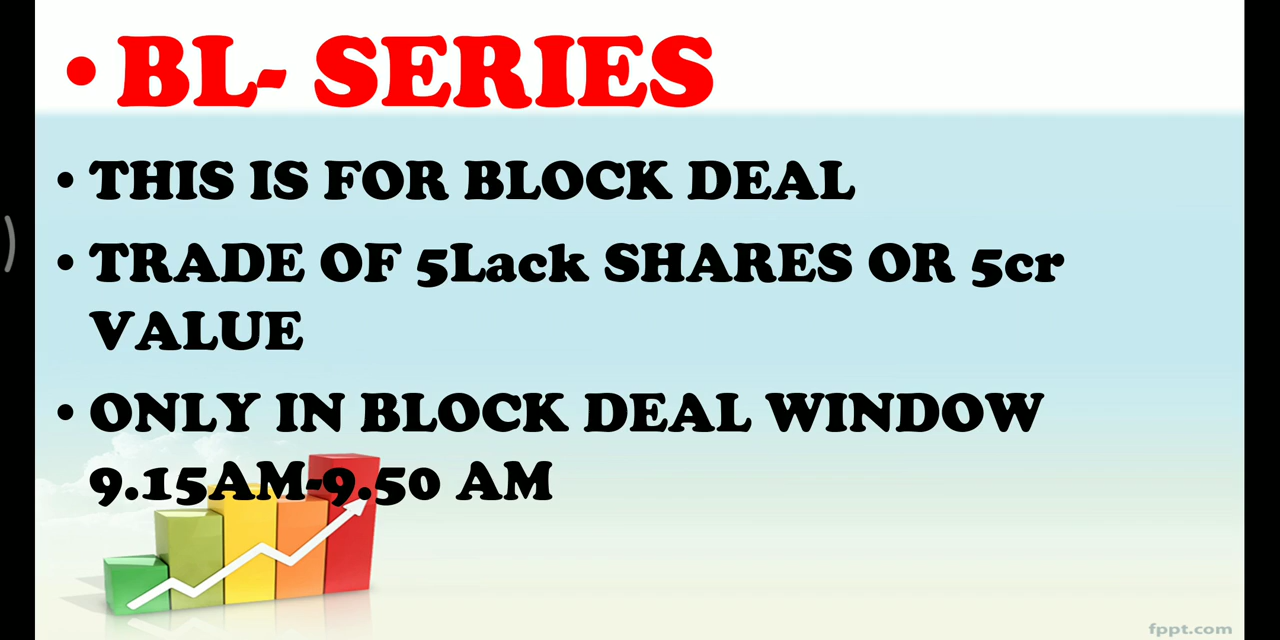 • BL- SERIES
• THIS IS FOR BLOCK DEAL
• TRADE OF 5Lack SHARES OR 5cr
VALUE
• ONLY IN BLOCK DEAL WINDOW
9.15AM-9.50 AM
fppt.com